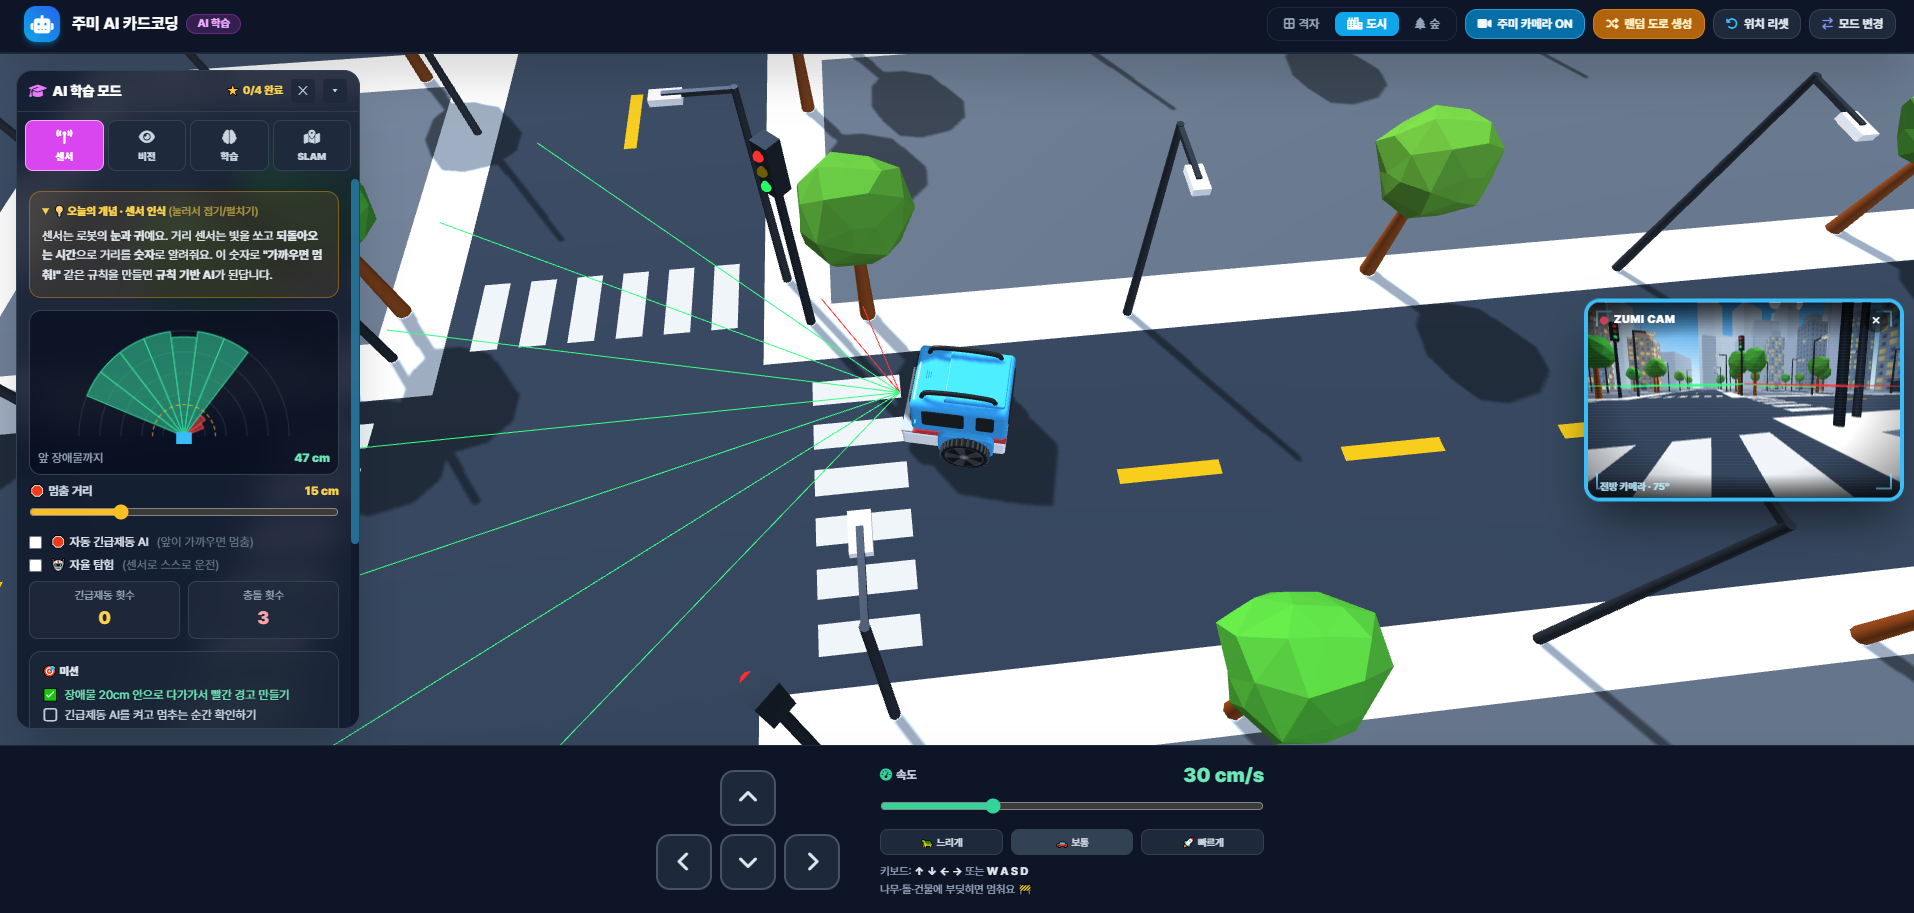 주미 AI 카드코딩
AI 학습
격자
도시
숲
주미 카메라 ON
랜덤 도로 생성
위치 리셋
모드 변경
AI 학습 모드
0/4 완료
센서
비전
학습
SLAM
▼ 오늘의 개념 · 센서 인식 (눌러서 접기/펼치기)
센서는 로봇의 눈과 귀예요. 거리 센서는 빛을 쏘고 되돌아오
는 시간으로 거리를 숫자로 알려줘요. 이 숫자로 "가까우면 멈
춰!" 같은 규칙을 만들면 규칙 기반 AI가 된답니다.
앞 장애물까지
47 cm
멈춤 거리
15 cm
자동 긴급제동 AI (앞이 가까우면 멈춤)
자율 탐험 (센서로 스스로 운전)
긴급제동 횟수
0
충돌 횟수
3
미션
장애물 20cm 안으로 다가가서 빨간 경고 만들기
긴급제동 AI를 켜고 멈추는 순간 확인하기
ZUMI CAM
전방 카메라 · 75°
속도
30 cm/s
느리게
보통
빠르게
키보드: ↑ ↓ ← → 또는 W A S D
나무·돌·건물에 부딪히면 멈춰요